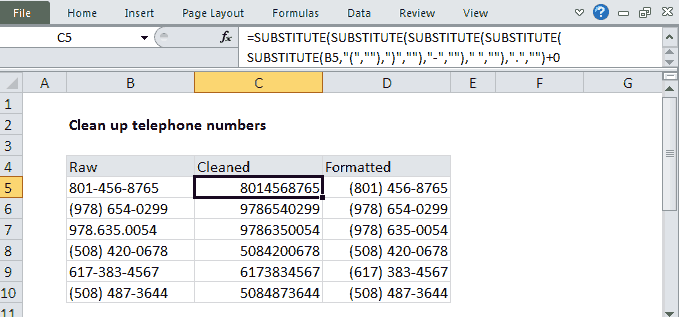 File Home Insert Page Layout Formulas Data Review View
C5 fx =SUBSTITUTE(SUBSTITUTE(SUBSTITUTE(SUBSTITUTE(
SUBSTITUTE(B5,"(",""),")",""),"-","")," ",""),".","")+0
A B C D E F G
1
2 Clean up telephone numbers
3
4 Raw Cleaned Formatted
5 801-456-8765 8014568765 (801) 456-8765
6 (978) 654-0299 9786540299 (978) 654-0299
7 978.635.0054 9786350054 (978) 635-0054
8 (508) 420-0678 5084200678 (508) 420-0678
9 617-383-4567 6173834567 (617) 383-4567
10 (508) 487-3644 5084873644 (508) 487-3644
11